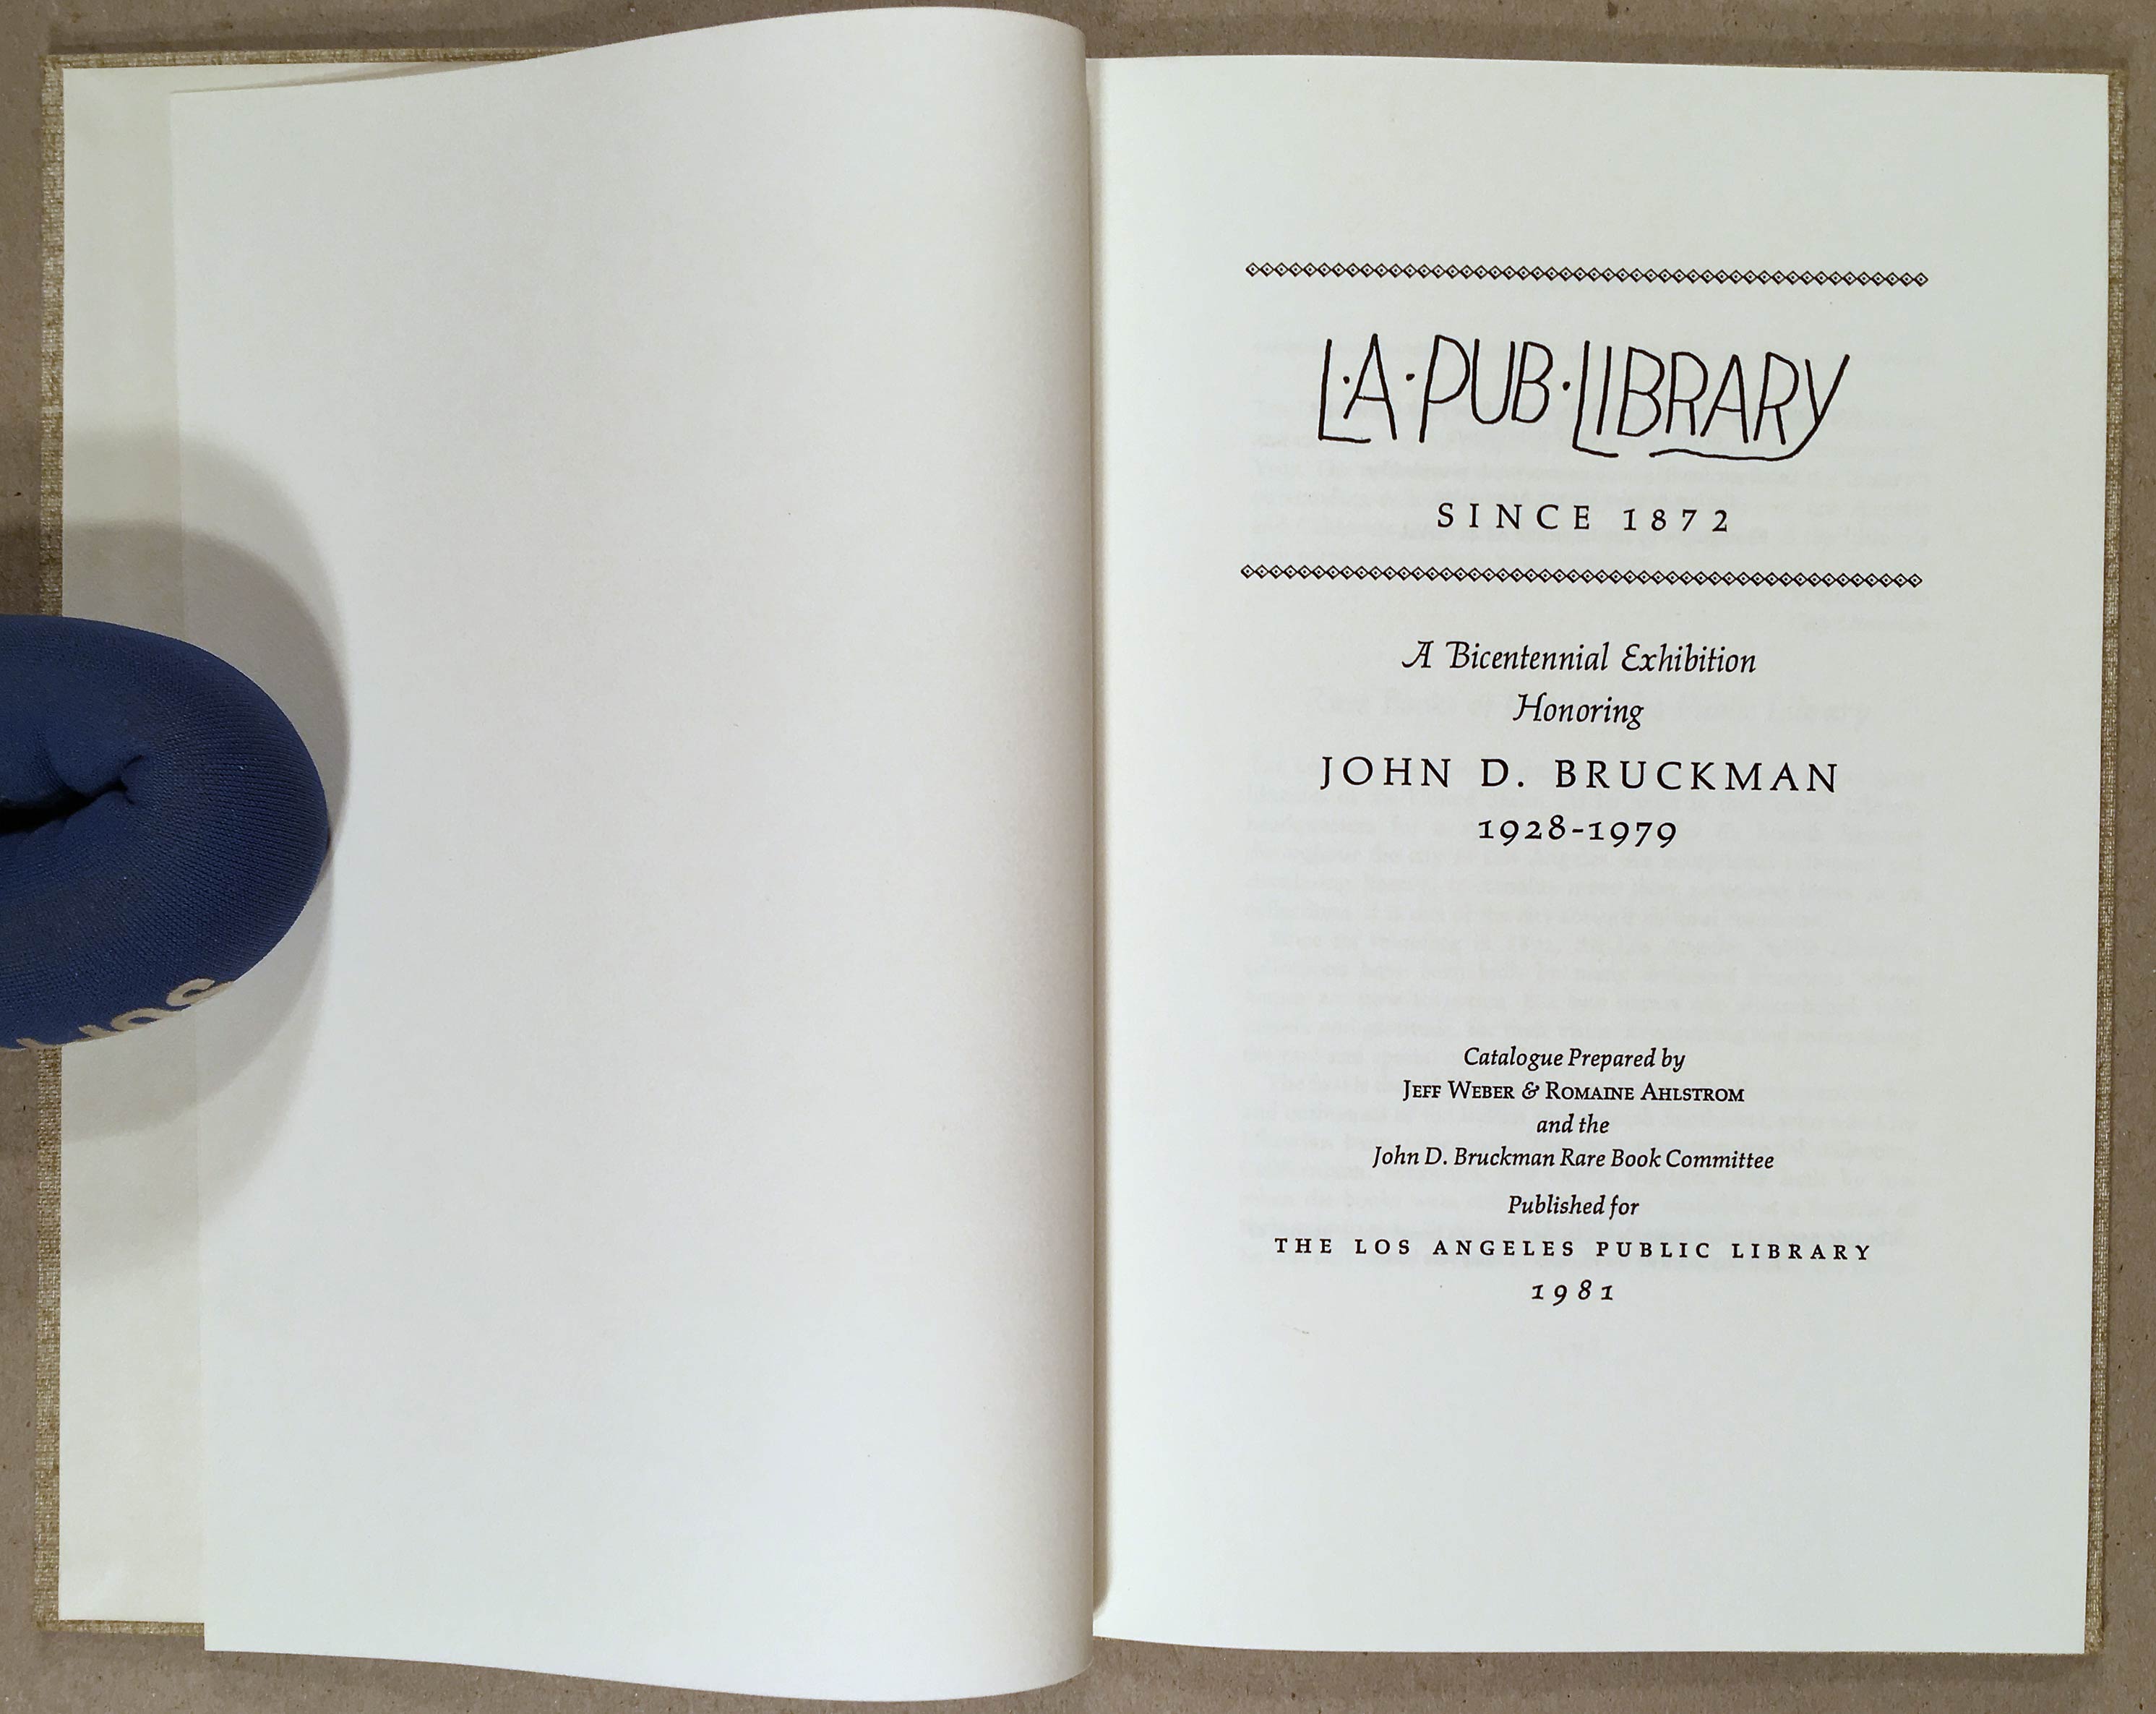 L·A·PUB·LIBRARY
SINCE 1872
A Bicentennial Exhibition
Honoring
JOHN D. BRUCKMAN
1928-1979
Catalogue Prepared by
JEFF WEBER & ROMAINE AHLSTROM
and the
John D. Bruckman Rare Book Committee
Published for
THE LOS ANGELES PUBLIC LIBRARY
1981